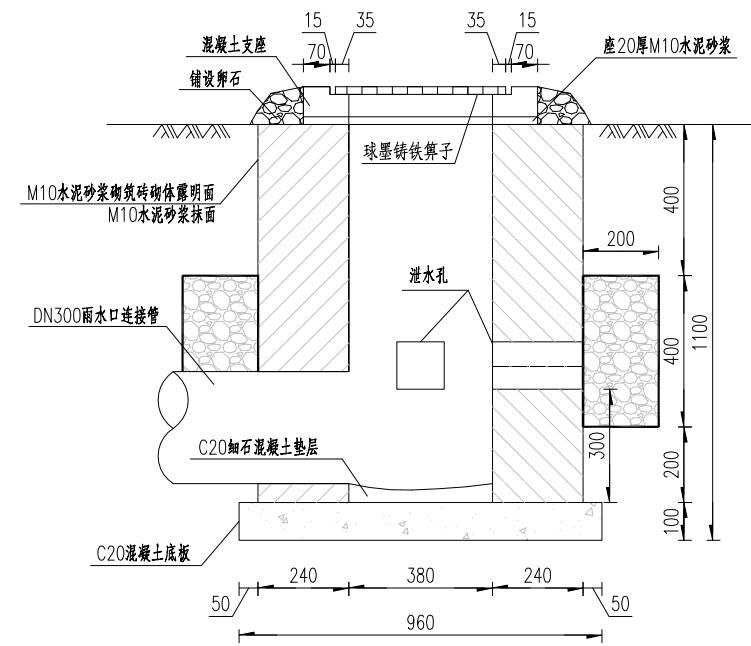 15
35
35
15
混凝土支座
70
70
座20厚M10水泥砂浆
铺设卵石
球墨铸铁箅子
M10水泥砂浆砌筑砖砌体露明面
M10水泥砂浆抹面
400
200
泄水孔
DN300雨水口连接管
400
1100
C20细石混凝土垫层
300
200
100
C20混凝土底板
240
380
240
50
50
960